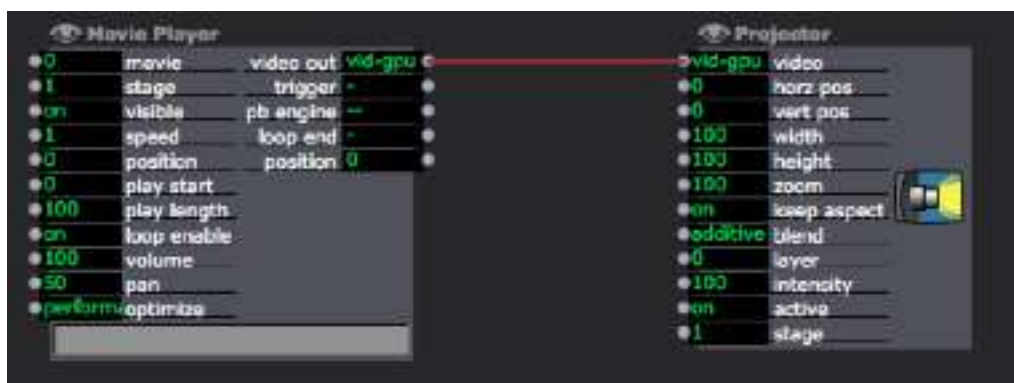 Movie Player
0 movie video out vid-gpu
1 stage trigger -
on visible pb engine --
1 speed loop end -
0 position position 0
0 play start
100 play length
on loop enable
100 volume
50 pan
perform optimize
Projector
vid-gpu video
0 horz pos
0 vert pos
100 width
100 height
100 zoom
on keep aspect
additive blend
0 layer
100 intensity
on active
1 stage